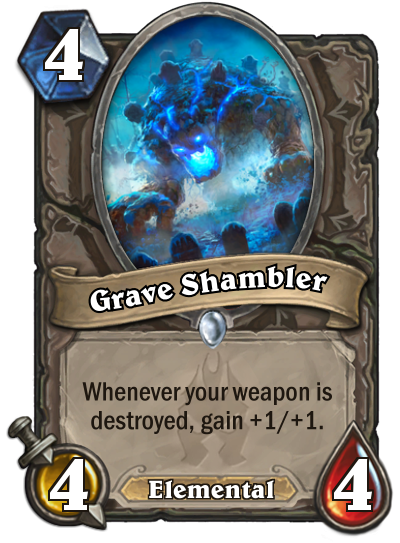 4
Grave Shambler
Whenever your weapon is
destroyed, gain +1/+1.
4
Elemental
4